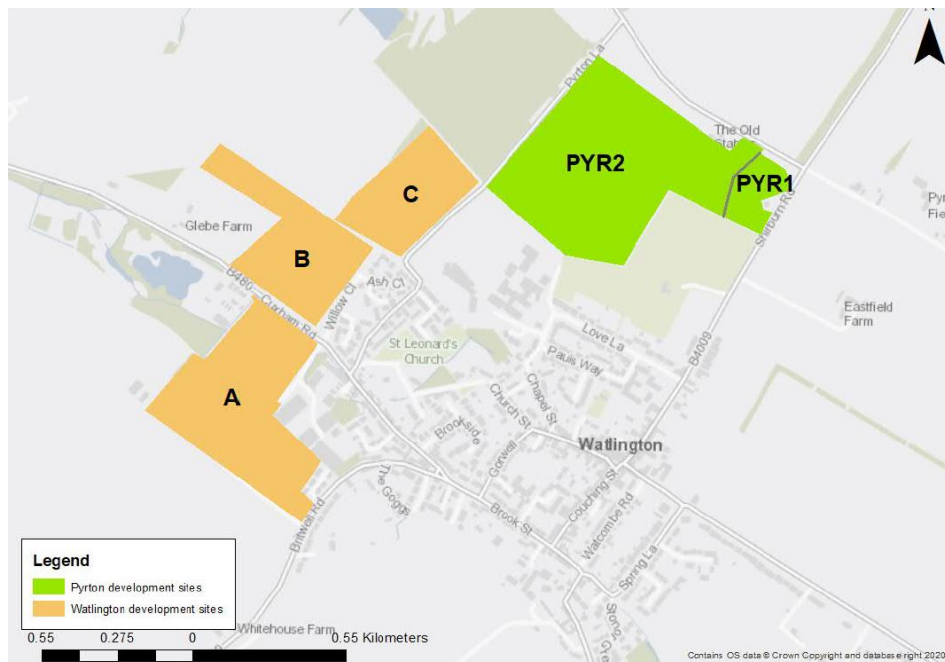 N
Pyrton La
The Old
PYR2
PYR1
C
Shirburn Rd
Glebe Farm
B
B480 – Cuxham Rd
Willow Cl
Ash Cl
Eastfield
Farm
St Leonard's
Church
Love La
Pauls Way
B4009
A
Chapel St
Church St
Brookside
Gorwell
Watlington
The Goggs
Couching St
Britwell Rd
Brook St
Watcombe Rd
Spring La
Legend
Pyrton development sites
Watlington development sites
Whitehouse Farm
0.55 0.275 0 0.55 Kilometers
Contains OS data © Crown Copyright and database right 2020